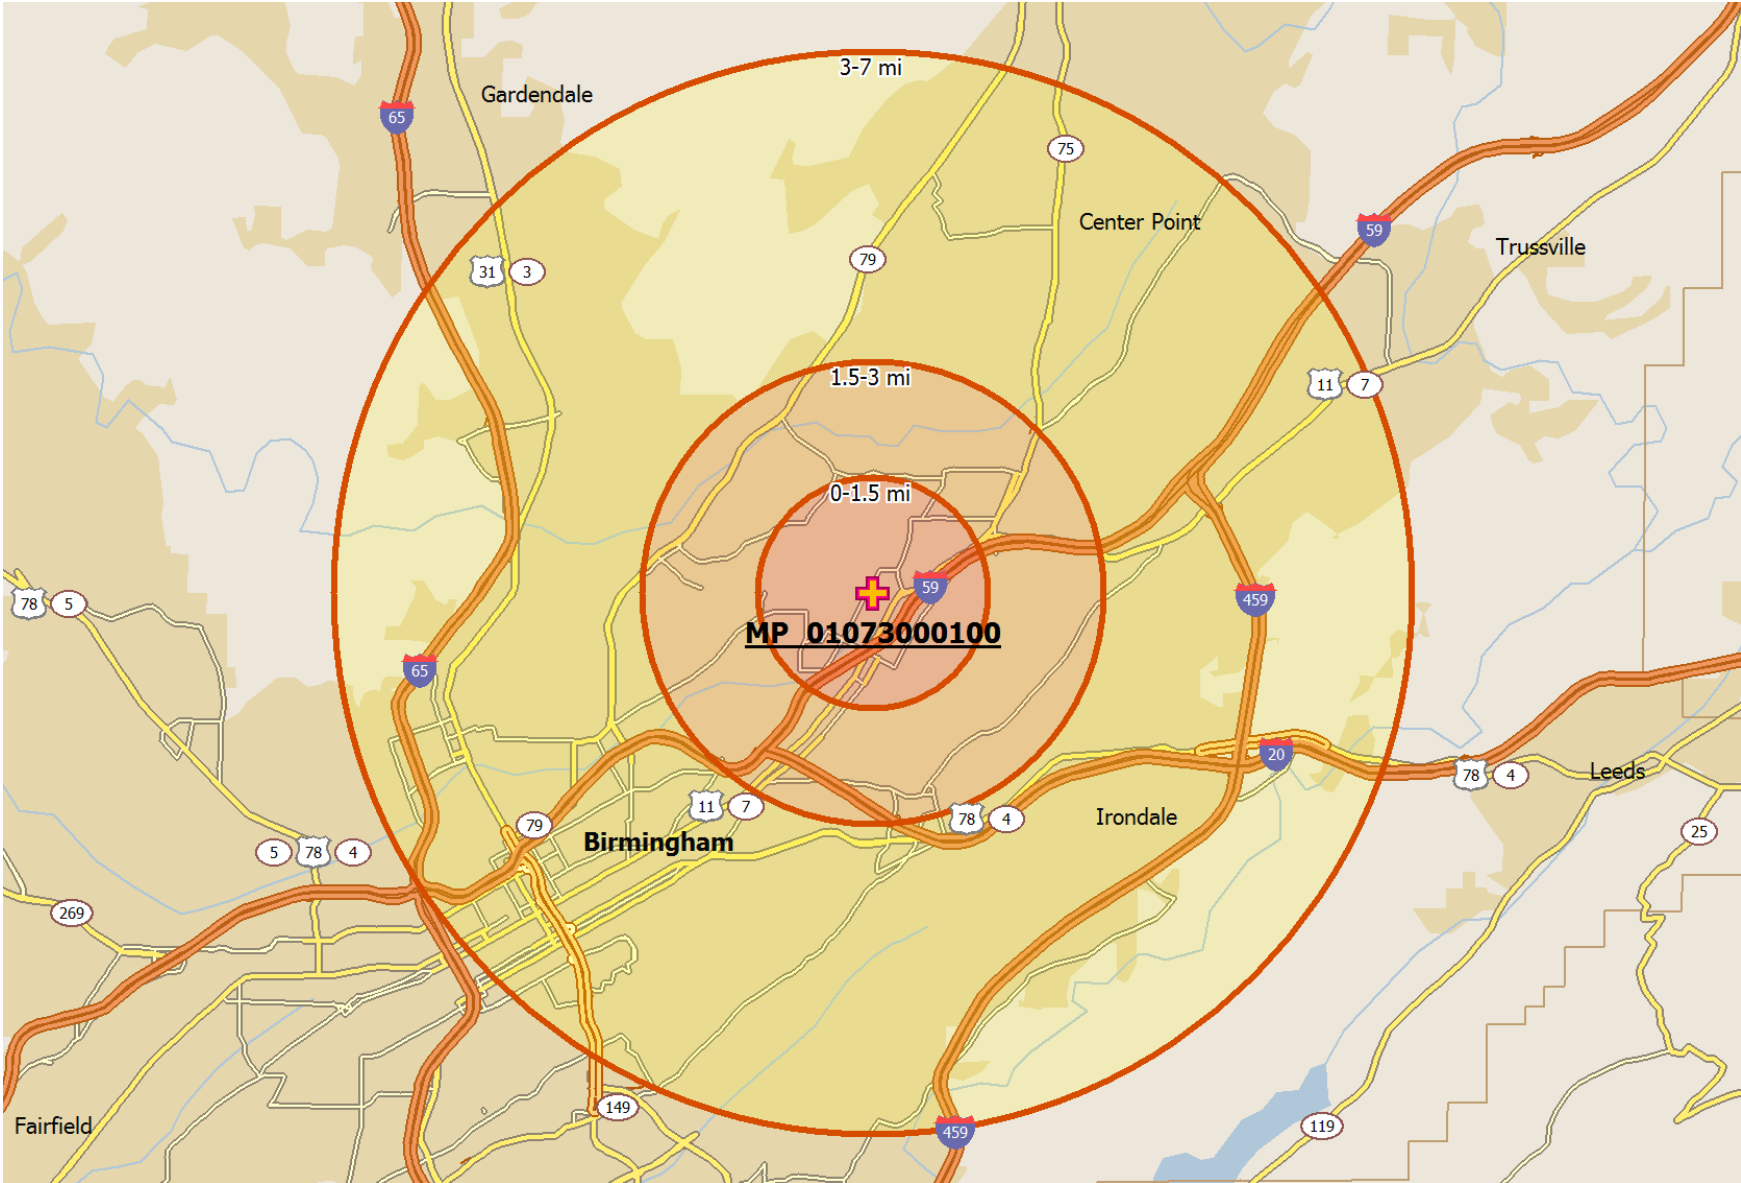 3-7 mi
Gardendale
65
75
Center Point
59
Trussville
79
31
3
1.5-3 mi
11
7
0-1.5 mi
59
78
5
459
MP 01073000100
65
20
78
4
Leeds
11
7
78
4
Irondale
79
Birmingham
25
5
78
4
269
149
Fairfield
459
119